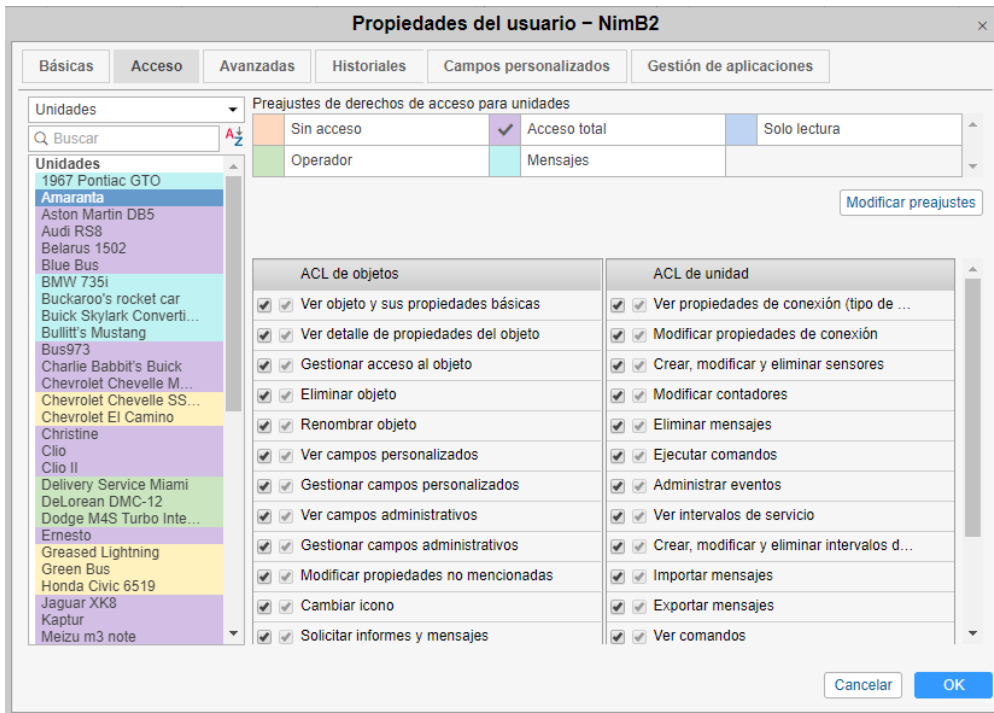 Propiedades del usuario – NimB2
Básicas
Acceso
Avanzadas
Historiales
Campos personalizados
Gestión de aplicaciones
Unidades
Buscar
AZ
Unidades
1967 Pontiac GTO
Amaranta
Aston Martin DB5
Audi RS8
Belarus 1502
Blue Bus
BMW 735i
Buckaroo's rocket car
Buick Skylark Converti...
Bullitt's Mustang
Bus973
Charlie Babbit's Buick
Chevrolet Chevelle M...
Chevrolet Chevelle SS...
Chevrolet El Camino
Christine
Clio
Clio II
Delivery Service Miami
DeLorean DMC-12
Dodge M4S Turbo Inte...
Ernesto
Greased Lightning
Green Bus
Honda Civic 6519
Jaguar XK8
Kaptur
Meizu m3 note
Preajustes de derechos de acceso para unidades
Sin acceso
Acceso total
Solo lectura
Operador
Mensajes
Modificar preajustes
ACL de objetos
Ver objeto y sus propiedades básicas
Ver detalle de propiedades del objeto
Gestionar acceso al objeto
Eliminar objeto
Renombrar objeto
Ver campos personalizados
Gestionar campos personalizados
Ver campos administrativos
Gestionar campos administrativos
Modificar propiedades no mencionadas
Cambiar icono
Solicitar informes y mensajes
ACL de unidad
Ver propiedades de conexión (tipo de ...
Modificar propiedades de conexión
Crear, modificar y eliminar sensores
Modificar contadores
Eliminar mensajes
Ejecutar comandos
Administrar eventos
Ver intervalos de servicio
Crear, modificar y eliminar intervalos d...
Importar mensajes
Exportar mensajes
Ver comandos
Cancelar
OK